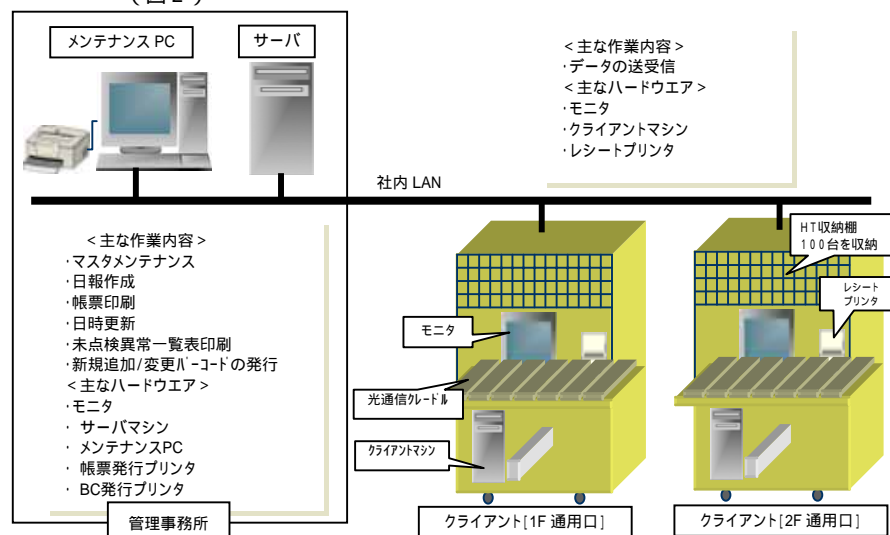 (図2)
メンテナンス PC
サーバ
<主な作業内容>
･データの送受信
<主なハードウエア>
･モニタ
･クライアントマシン
･レシートプリンタ
社内 LAN
<主な作業内容>
･マスタメンテナンス
･日報作成
･帳票印刷
･日時更新
･未点検異常一覧表印刷
･新規追加/変更ﾊﾞｰｺｰﾄﾞの発行
<主なハードウエア>
･モニタ
･ サーバマシン
･ メンテナンスPC
･ 帳票発行プリンタ
･ BC発行プリンタ
管理事務所
HT収納棚
100台を収納
レシート
プリンタ
モニタ
光通信ｸﾚｰﾄﾞﾙ
ｸﾗｲｱﾝﾄﾏｼﾝ
クライアント[1F 通用口]
クライアント[2F 通用口]